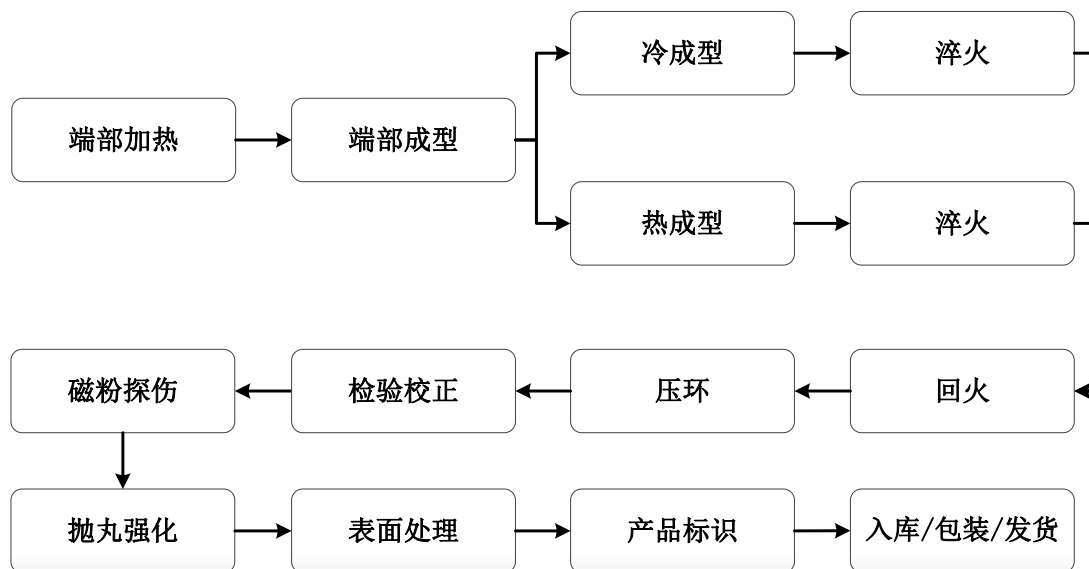 冷成型
淬火
端部加热
端部成型
热成型
淬火
磁粉探伤
检验校正
压环
回火
抛丸强化
表面处理
产品标识
入库/包装/发货